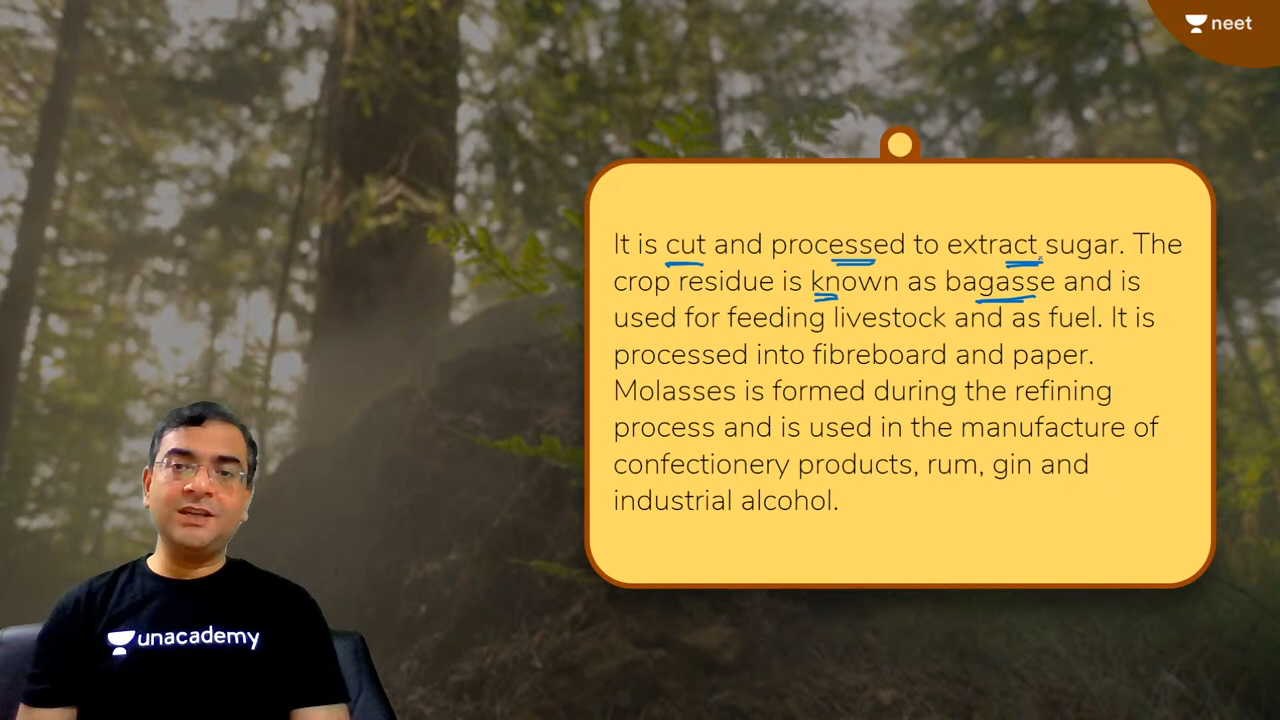 neet
It is cut and processed to extract sugar. The
crop residue is known as bagasse and is
used for feeding livestock and as fuel. It is
processed into fibreboard and paper.
Molasses is formed during the refining
process and is used in the manufacture of
confectionery products, rum, gin and
industrial alcohol.
unacademy